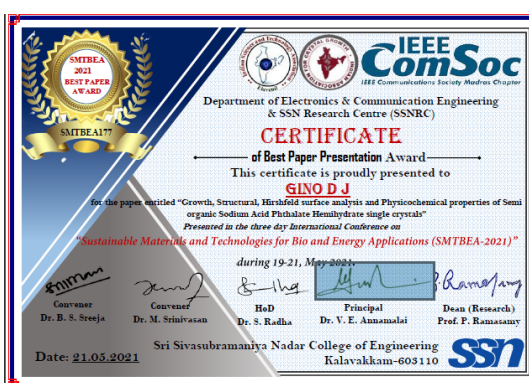 SMTBEA
2021
BEST PAPER
AWARD
SMTBEA177
IEEE
ComSoc
IEEE Communications Society Madras Chapter
Department of Electronics & Communication Engineering
& SSN Research Centre (SSNRC)
CERTIFICATE
of Best Paper Presentation Award
This certificate is proudly presented to
GINO D J
for the paper entitled "Growth, Structural, Hirshfeld surface analysis and Physicochemical properties of Semi
organic Sodium Acid Phthalate Hemihydrate single crystals"
Presented in the three day International Conference on
"Sustainable Materials and Technologies for Bio and Energy Applications (SMTBEA-2021)"
during 19-21, May 2021.
Convener
Dr. B. S. Sreeja
Convener
Dr. M. Srinivasan
HoD
Dr. S. Radha
Principal
Dr. V. E. Annamalai
Dean (Research)
Prof. P. Ramasamy
Date: 21.05.2021
Sri Sivasubramaniya Nadar College of Engineering
Kalavakkam-603110
SSN